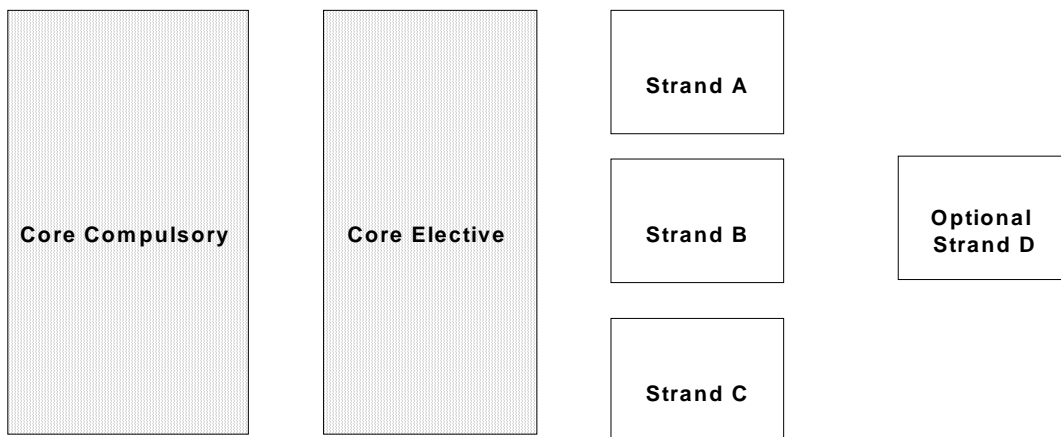 Core Compulsory
Core Elective
Strand A
Strand B
Strand C
Optional
Strand D